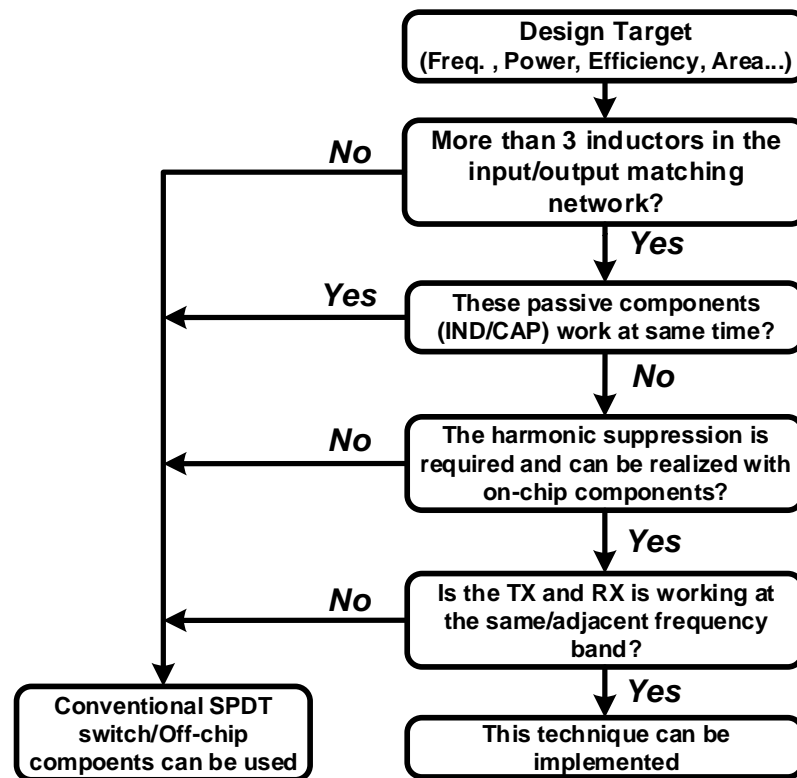 Design Target
(Freq. , Power, Efficiency, Area...)
No
More than 3 inductors in the
input/output matching
network?
Yes
Yes
These passive components
(IND/CAP) work at same time?
No
No
The harmonic suppression is
required and can be realized with
on-chip components?
Yes
No
Is the TX and RX is working at
the same/adjacent frequency
band?
Yes
Conventional SPDT
switch/Off-chip
compoents can be used
This technique can be
implemented